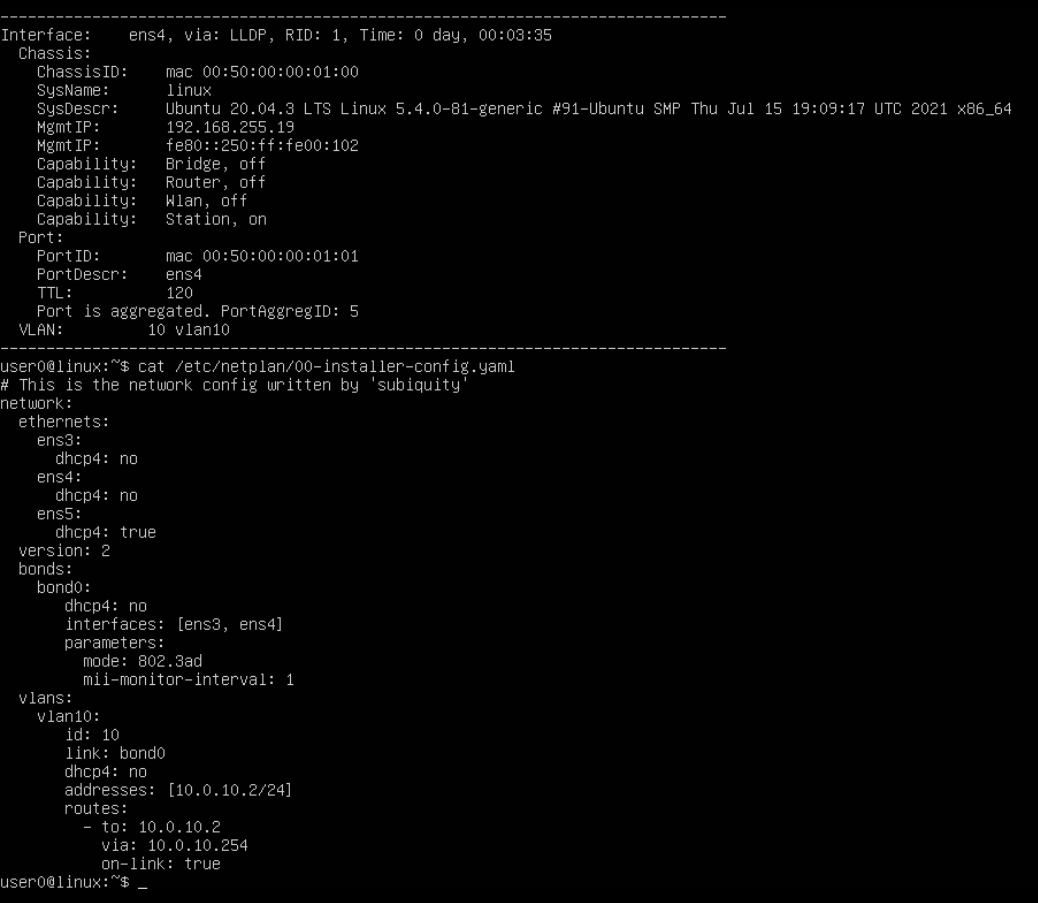 -------------------------------------------------------------------------------
Interface:    ens4, via: LLDP, RID: 1, Time: 0 day, 00:03:35
  Chassis:
    ChassisID:    mac 00:50:00:00:01:00
    SysName:      linux
    SysDescr:     Ubuntu 20.04.3 LTS Linux 5.4.0-81-generic #91-Ubuntu SMP Thu Jul 15 19:09:17 UTC 2021 x86_64
    MgmtIP:       192.168.255.19
    MgmtIP:       fe80::250:ff:fe00:102
    Capability:   Bridge, off
    Capability:   Router, off
    Capability:   Wlan, off
    Capability:   Station, on
  Port:
    PortID:       mac 00:50:00:00:01:01
    PortDescr:    ens4
    TTL:          120
    Port is aggregated. PortAggregID: 5
  VLAN:         10 vlan10
-------------------------------------------------------------------------------
user0@linux:~$ cat /etc/netplan/00-installer-config.yaml
# This is the network config written by 'subiquity'
network:
  ethernets:
    ens3:
      dhcp4: no
    ens4:
      dhcp4: no
    ens5:
      dhcp4: true
  version: 2
  bonds:
    bond0:
       dhcp4: no
       interfaces: [ens3, ens4]
       parameters:
         mode: 802.3ad
         mii-monitor-interval: 1
  vlans:
    vlan10:
       id: 10
       link: bond0
       dhcp4: no
       addresses: [10.0.10.2/24]
       routes:
         - to: 10.0.10.2
           via: 10.0.10.254
           on-link: true
user0@linux:~$ _